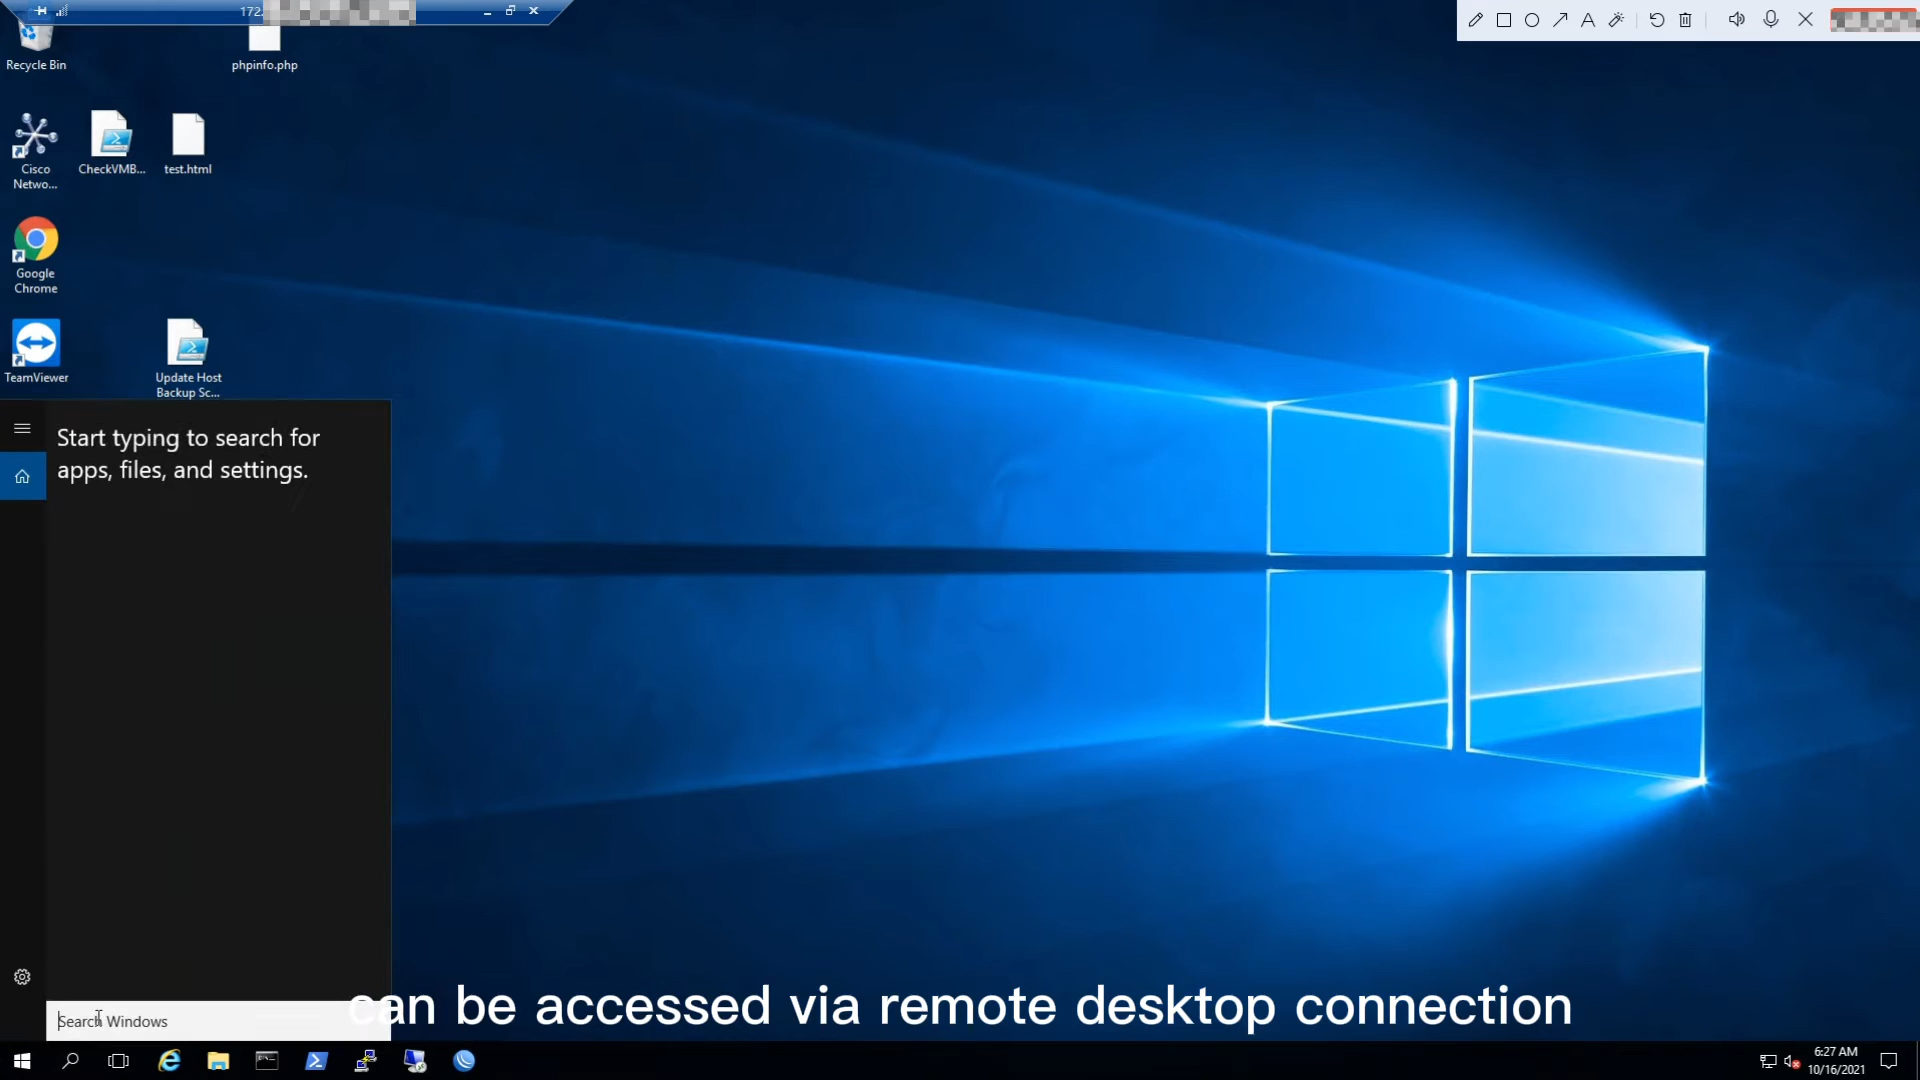 172.
Recycle Bin
phpinfo.php
Cisco
Netwo...
CheckVMB...
test.html
Google
Chrome
TeamViewer
Update Host
Backup Sc...
Start typing to search for
apps, files, and settings.
Search Windows
can be accessed via remote desktop connection
6:27 AM
10/16/2021